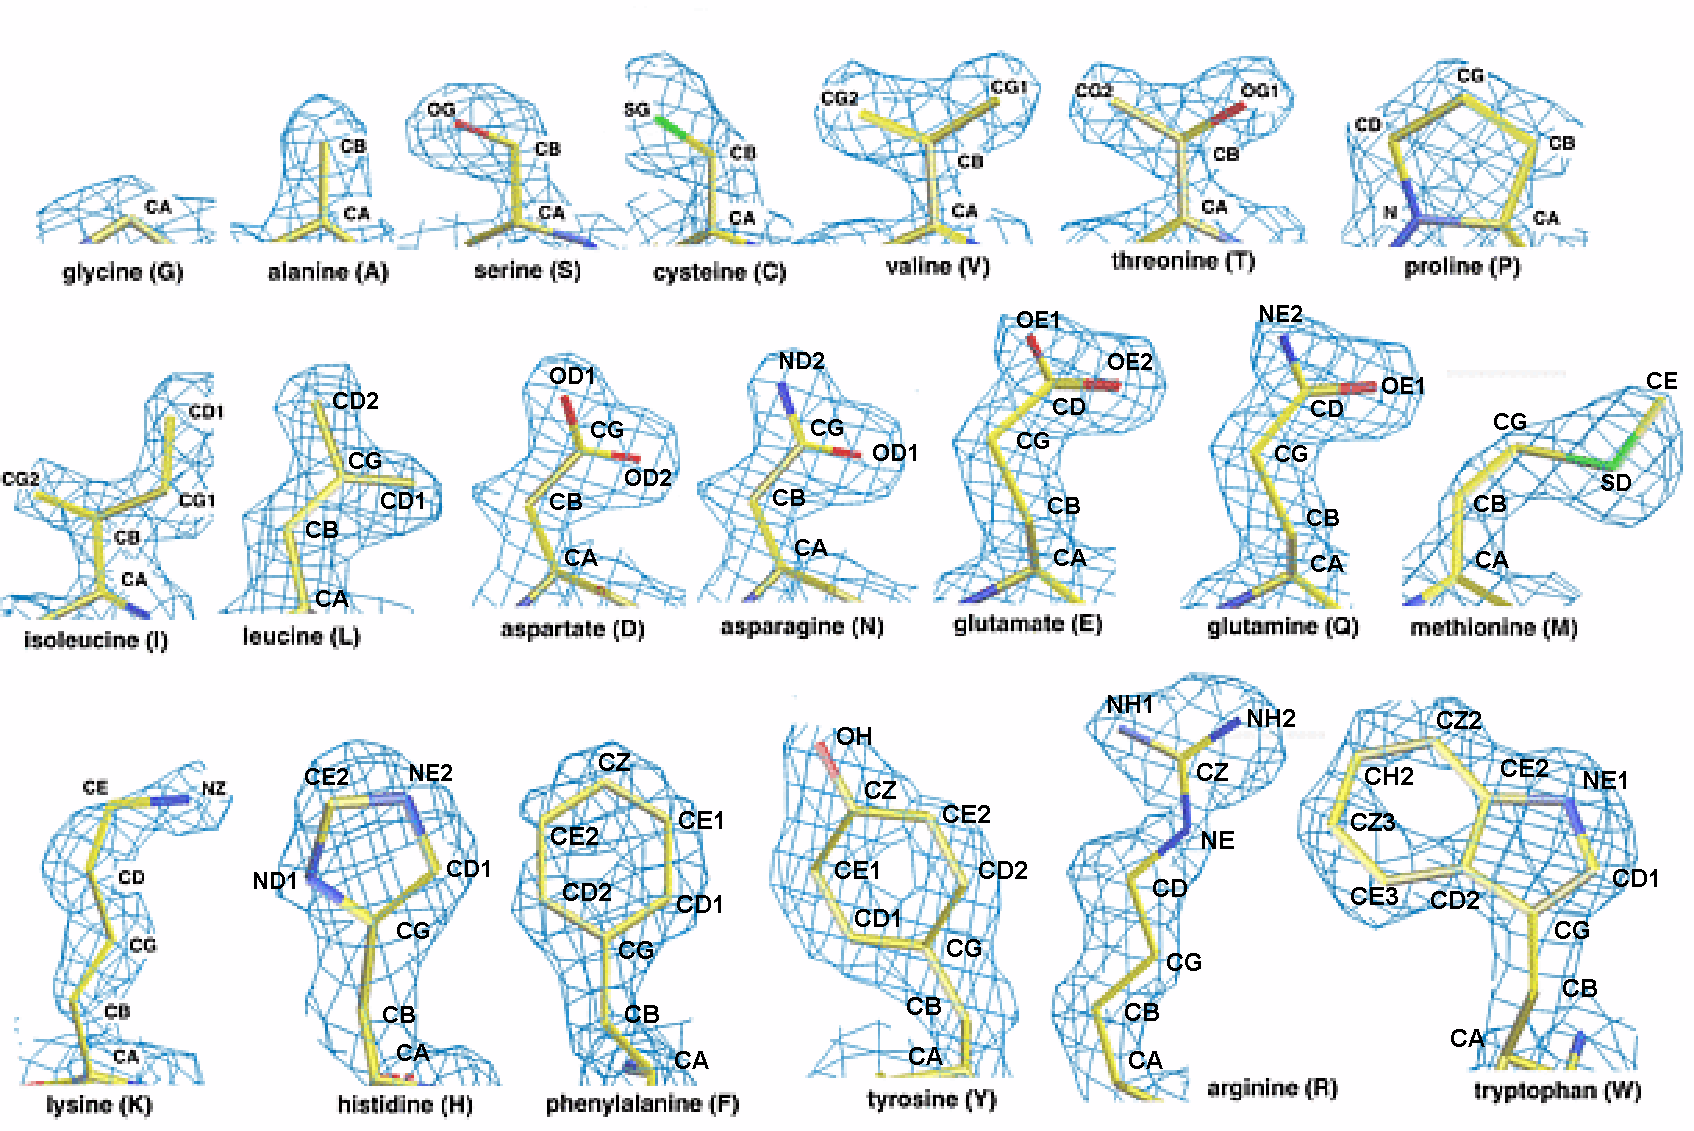 CA
glycine (G)
CB
CA
alanine (A)
OG
CB
CA
serine (S)
SG
CB
CA
cysteine (C)
CG2
CG1
CB
CA
valine (V)
CG2
OG1
CB
CA
threonine (T)
CG
CD
CB
N
CA
proline (P)
CD1
CG2
CG1
CB
CA
isoleucine (I)
CD2
CG
CD1
CB
CA
leucine (L)
OD1
CG
OD2
CB
CA
aspartate (D)
ND2
CG
OD1
CB
CA
asparagine (N)
OE1
OE2
CD
CG
CB
CA
glutamate (E)
NE2
OE1
CD
CG
CB
CA
glutamine (Q)
CE
CG
SD
CB
CA
methionine (M)
CE
NZ
CD
CG
CB
CA
lysine (K)
CE2
NE2
ND1
CD1
CG
CB
CA
histidine (H)
CZ
CE1
CE2
CD2
CD1
CG
CB
CA
phenylalanine (F)
OH
CZ
CE2
CE1
CD2
CD1
CG
CB
CA
tyrosine (Y)
NH1
NH2
CZ
NE
CD
CG
CB
CA
arginine (R)
CZ2
CH2
CE2
NE1
CZ3
CD1
CE3
CD2
CG
CB
CA
tryptophan (W)